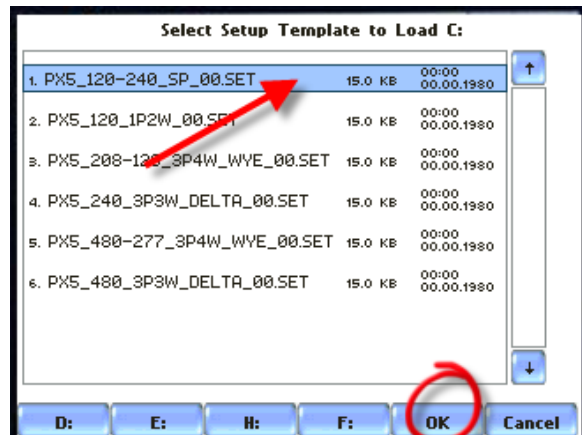 Select Setup Template to Load C:
1. PX5_120-240_SP_00.SET 15.0 KB 00:00 00.00.1980
2. PX5_120_1P2W_00.SET 15.0 KB 00:00 00.00.1980
3. PX5_208-120_3P4W_WYE_00.SET 15.0 KB 00:00 00.00.1980
4. PX5_240_3P3W_DELTA_00.SET 15.0 KB 00:00 00.00.1980
5. PX5_480-277_3P4W_WYE_00.SET 15.0 KB 00:00 00.00.1980
6. PX5_480_3P3W_DELTA_00.SET 15.0 KB 00:00 00.00.1980
D: E: H: F: OK Cancel